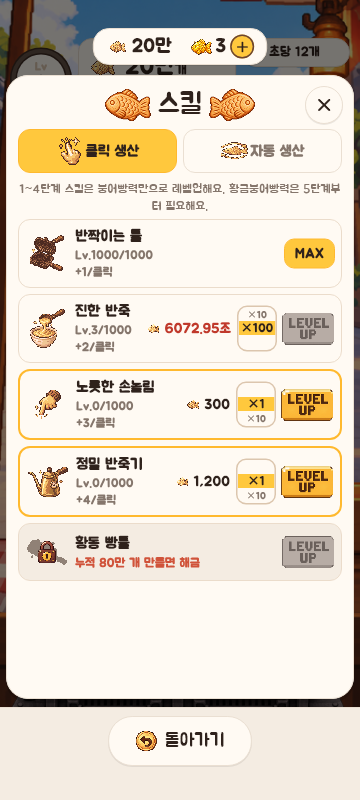 20만 3 +
초당 12개
Lv
20만개
스킬
클릭 생산 자동 생산
1~4단계 스킬은 붕어빵력만으로 레벨업해요. 황금붕어빵력은 5단계부
터 필요해요.
반짝이는 틀
Lv.1000/1000
+1/클릭
MAX
진한 반죽
Lv.3/1000
+2/클릭
6072.95조
×10
×100
LEVEL
UP
노릇한 손놀림
Lv.0/1000
+3/클릭
300
×1
×10
LEVEL
UP
정밀 반죽기
Lv.0/1000
+4/클릭
1,200
×1
×10
LEVEL
UP
황동 빵틀
누적 80만 개 만들면 해금
LEVEL
UP
돌아가기